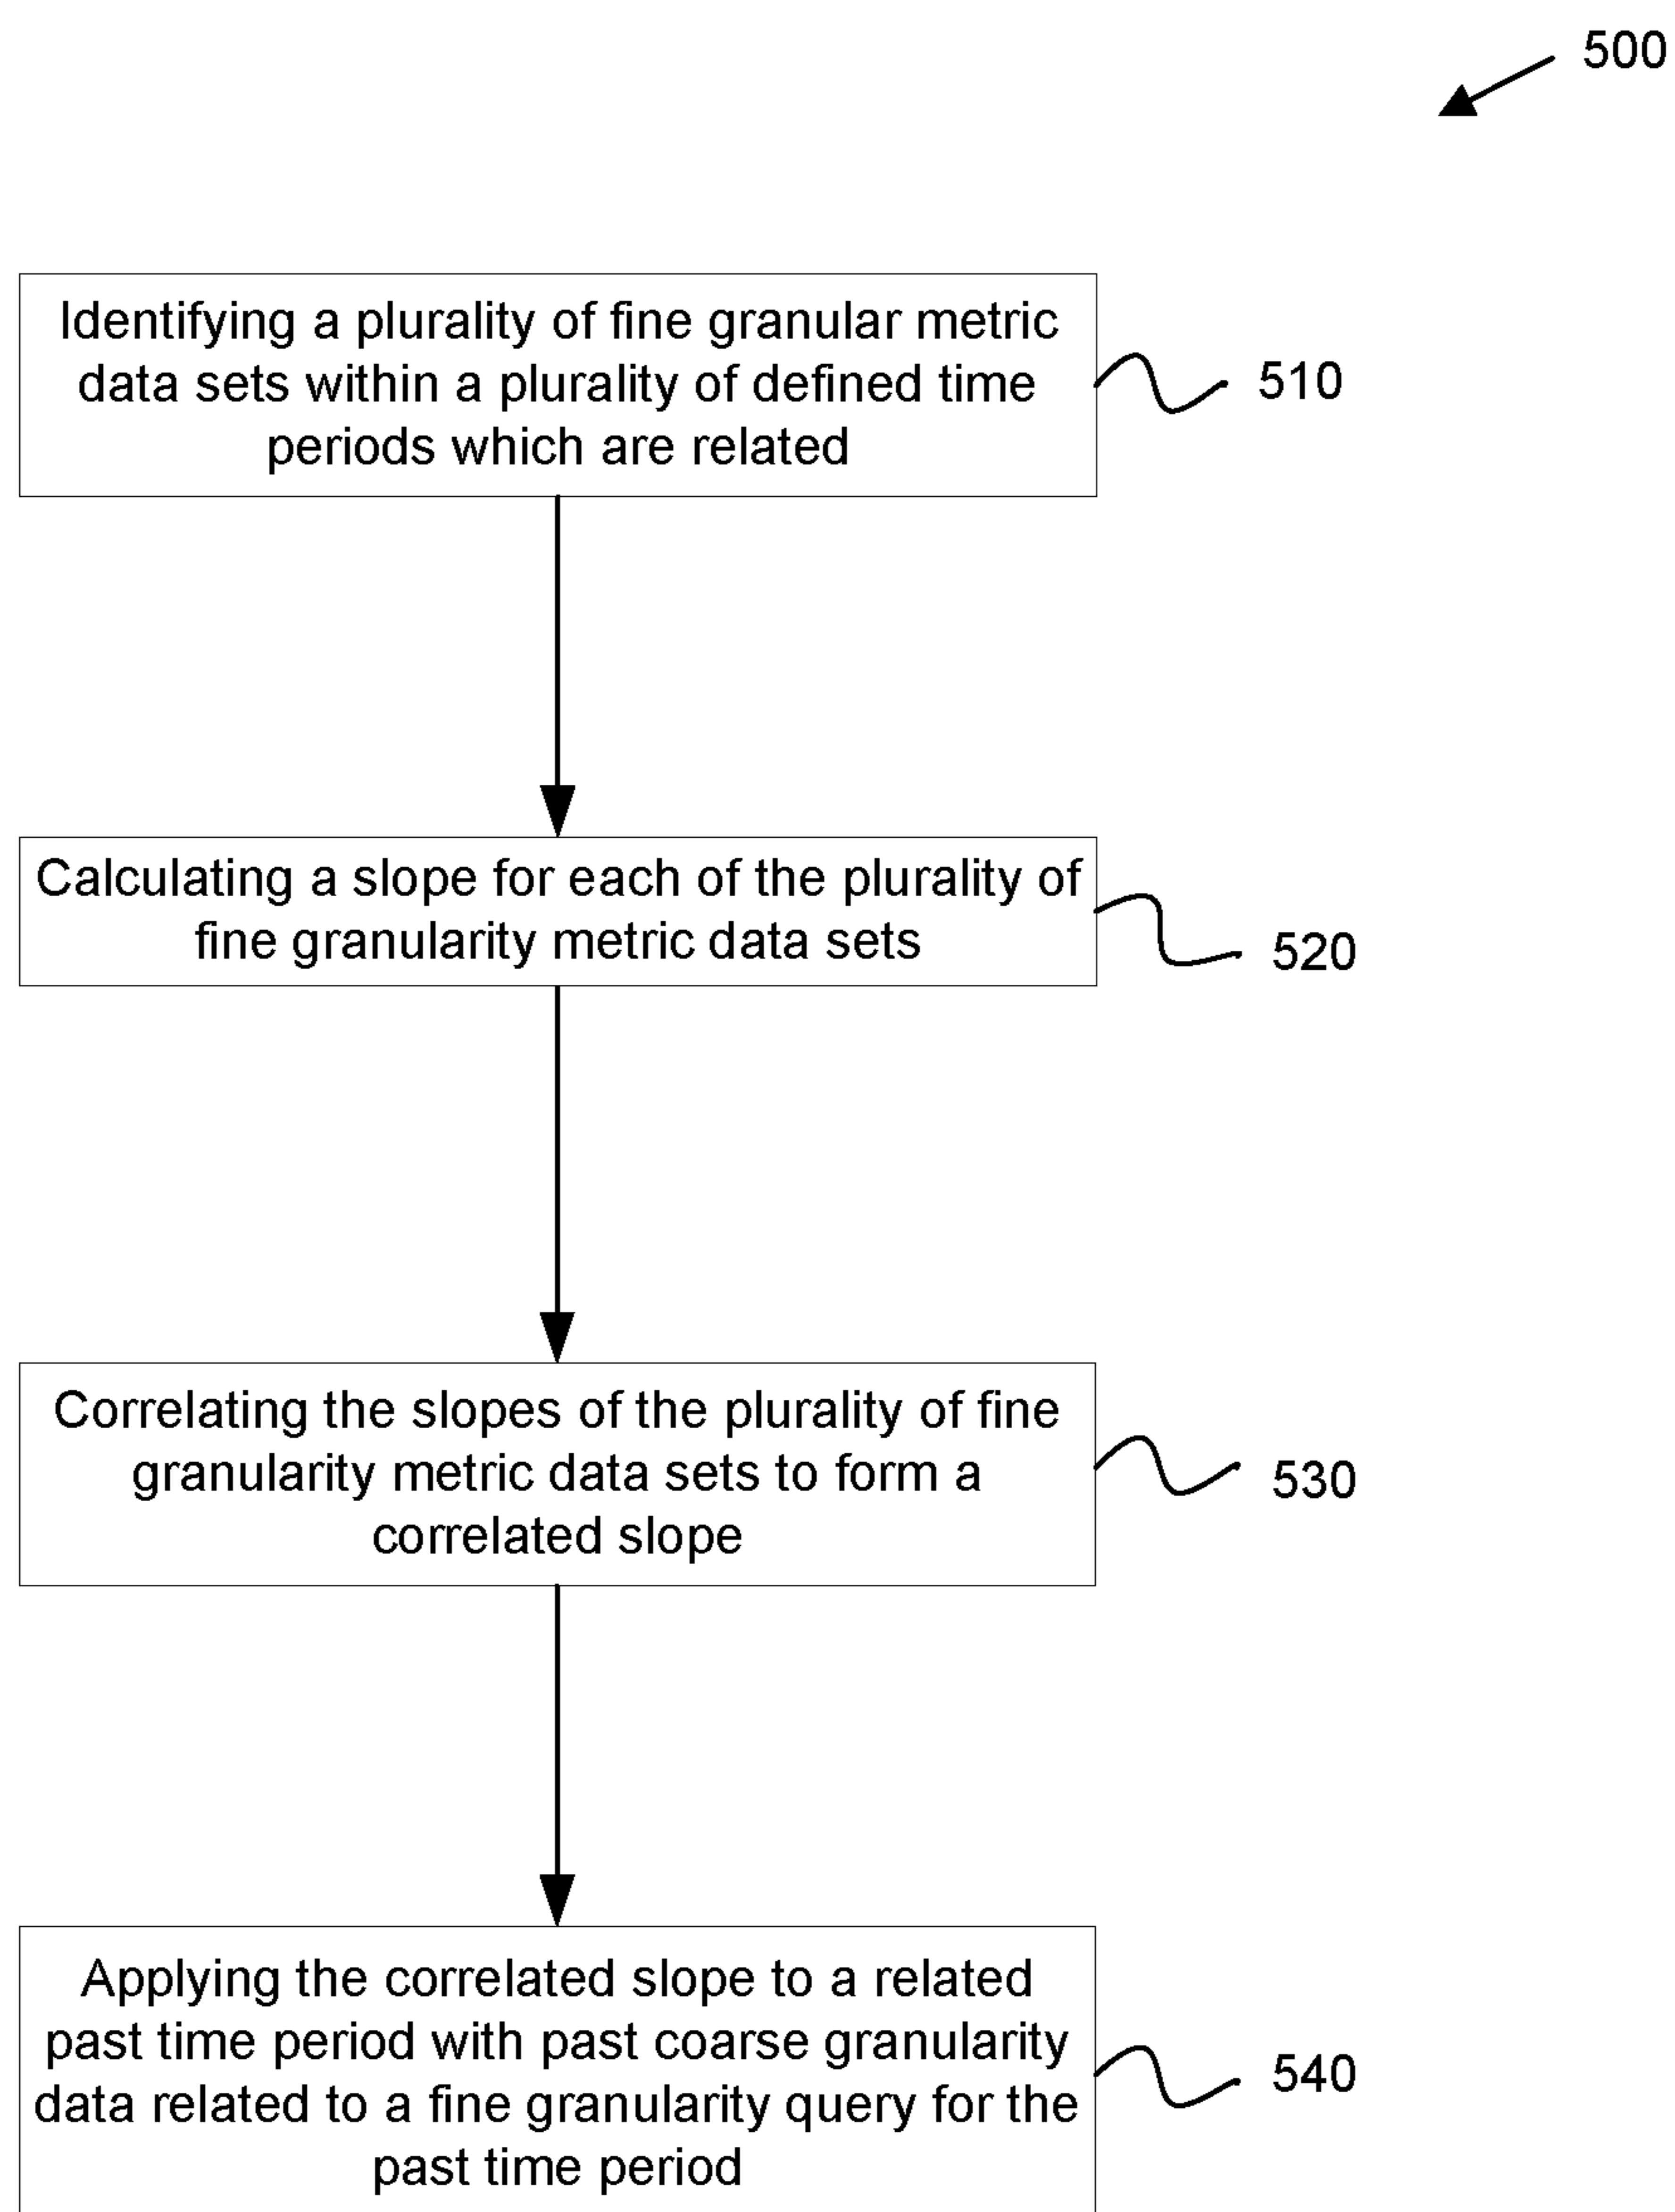 500
Identifying a plurality of fine granular metric
data sets within a plurality of defined time
periods which are related
510
Calculating a slope for each of the plurality of
fine granularity metric data sets
520
Correlating the slopes of the plurality of fine
granularity metric data sets to form a
correlated slope
530
Applying the correlated slope to a related
past time period with past coarse granularity
data related to a fine granularity query for the
past time period
540